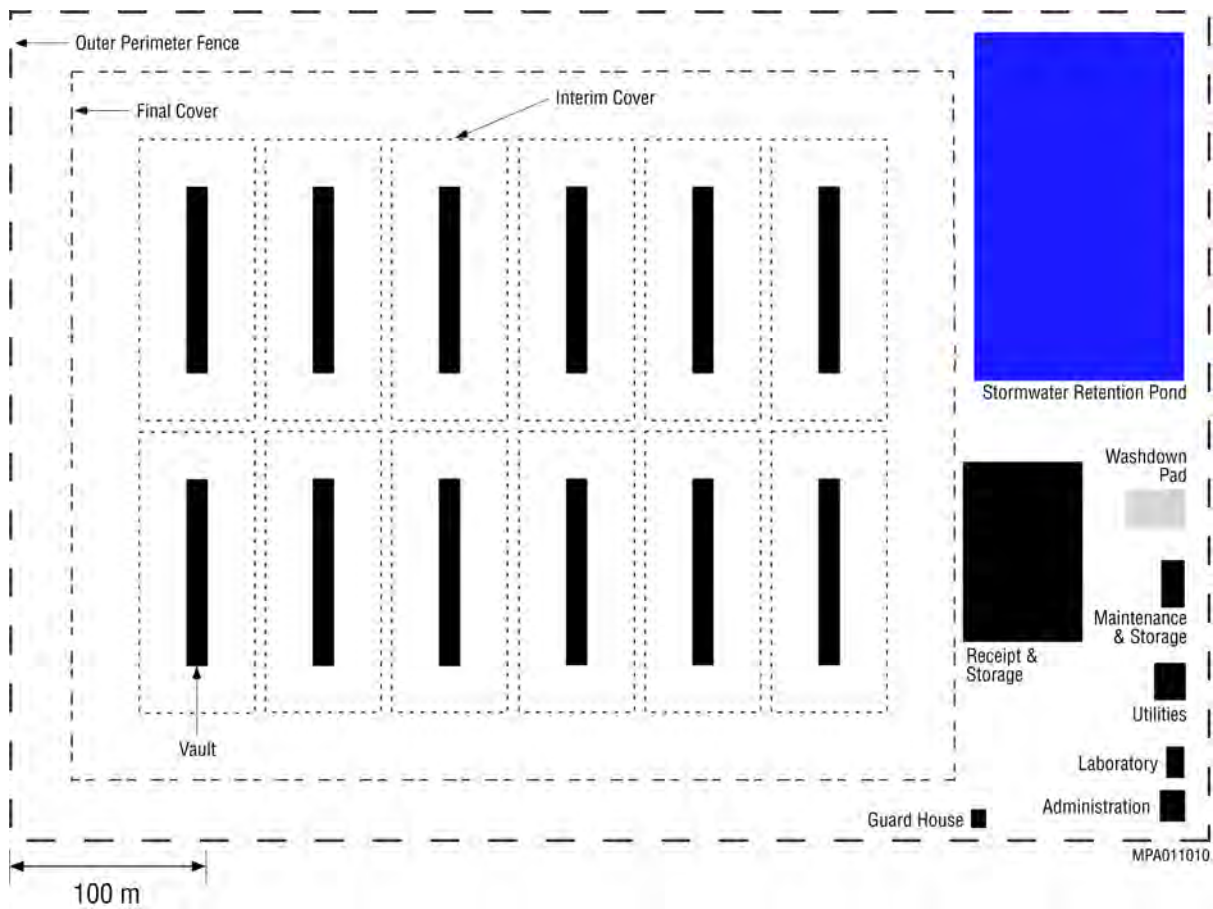 Outer Perimeter Fence
Final Cover
Interim Cover
Stormwater Retention Pond
Washdown
Pad
Maintenance
& Storage
Receipt &
Storage
Utilities
Vault
Laboratory
Administration
Guard House
MPA011010
100 m